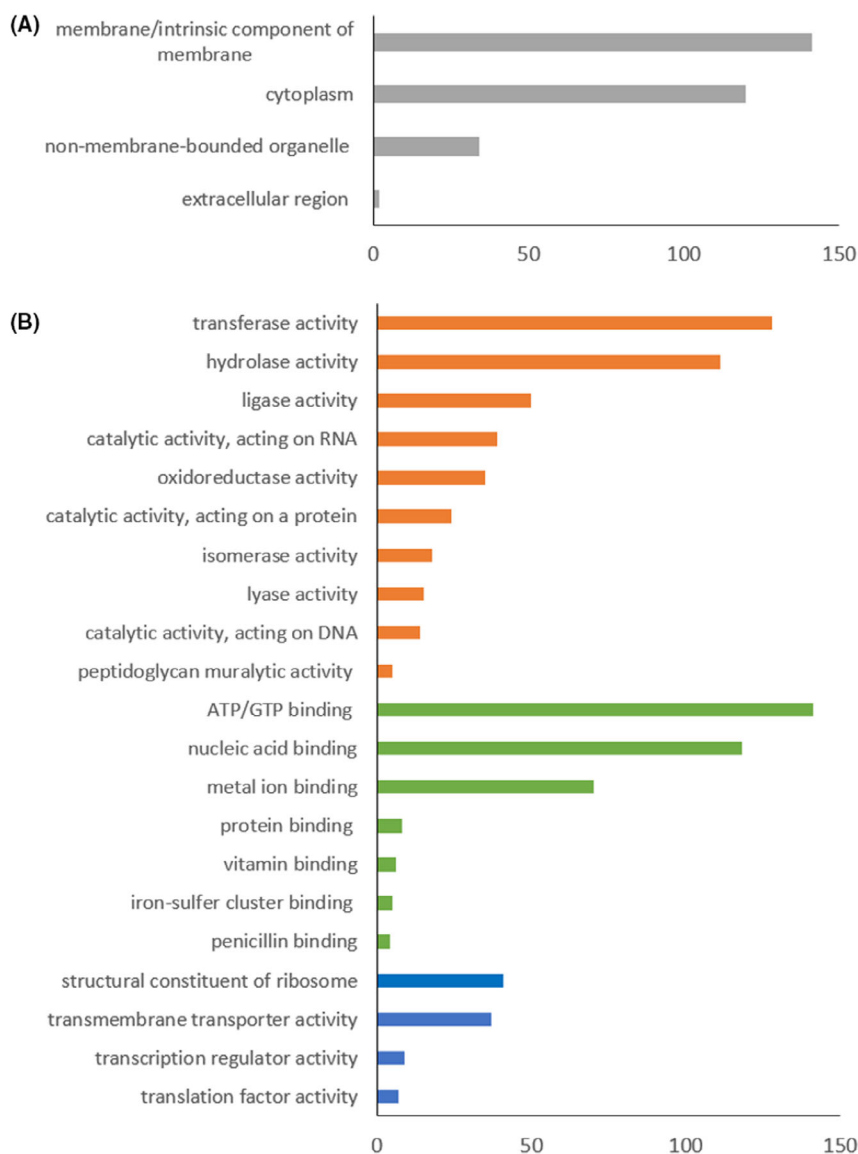 (A)
membrane/intrinsic component of
membrane
cytoplasm
non-membrane-bounded organelle
extracellular region
0 50 100 150
(B)
transferase activity
hydrolase activity
ligase activity
catalytic activity, acting on RNA
oxidoreductase activity
catalytic activity, acting on a protein
isomerase activity
lyase activity
catalytic activity, acting on DNA
peptidoglycan muralytic activity
ATP/GTP binding
nucleic acid binding
metal ion binding
protein binding
vitamin binding
iron-sulfer cluster binding
penicillin binding
structural constituent of ribosome
transmembrane transporter activity
transcription regulator activity
translation factor activity
0 50 100 150